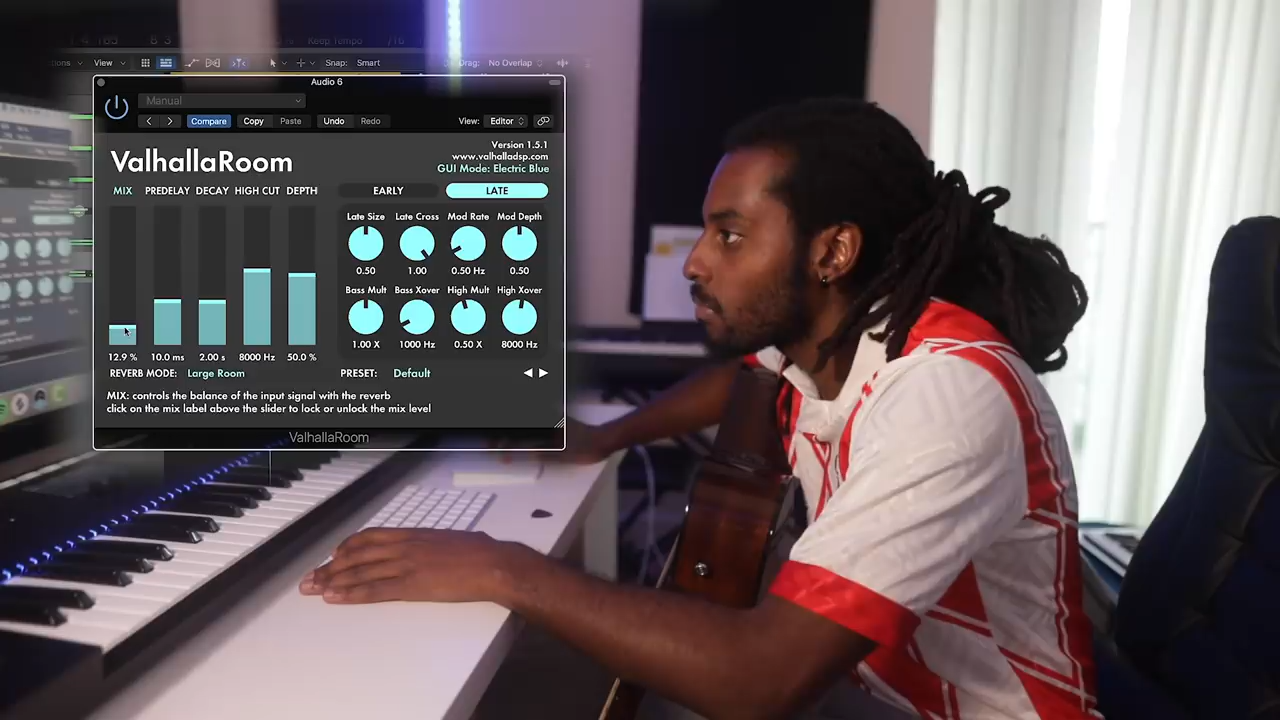 Keep Tempo /16
View Snap: Smart Drag: No Overlap
Audio 6
Manual
Compare Copy Paste Undo Redo View: Editor
ValhallaRoom
Version 1.5.1
www.valhalladsp.com
GUI Mode: Electric Blue
MIX PREDELAY DECAY HIGH CUT DEPTH
EARLY LATE
Late Size Late Cross Mod Rate Mod Depth
0.50 1.00 0.50 Hz 0.50
Bass Mult Bass Xover High Mult High Xover
1.00 X 1000 Hz 0.50 X 8000 Hz
12.9 % 10.0 ms 2.00 s 8000 Hz 50.0 %
REVERB MODE: Large Room PRESET: Default
MIX: controls the balance of the input signal with the reverb
click on the mix label above the slider to lock or unlock the mix level
ValhallaRoom